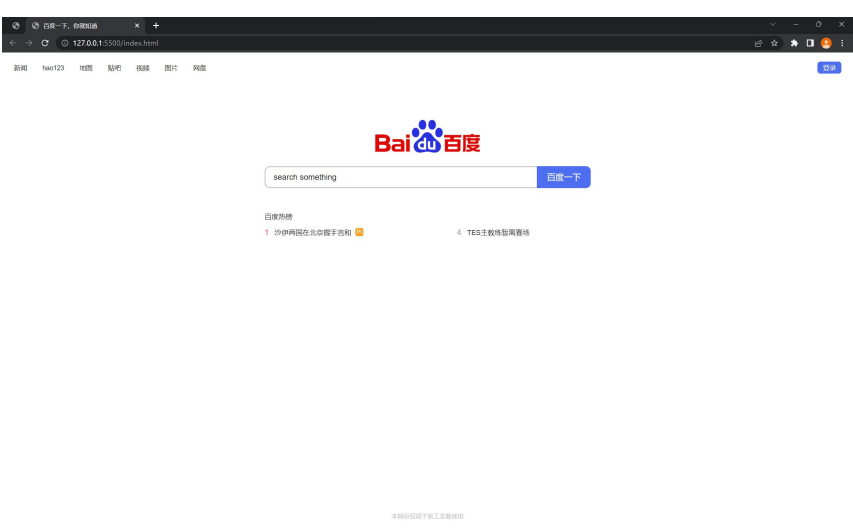 百度一下，你就知道
127.0.0.1:5500/index.html
新闻 hao123 地图 贴吧 视频 图片 网盘 登录
Bai du 百度
search something 百度一下
百度热榜
1 沙伊两国在北京握手言和 热 4 TES主教练暂离赛场
本网页仅用于软工实验使用